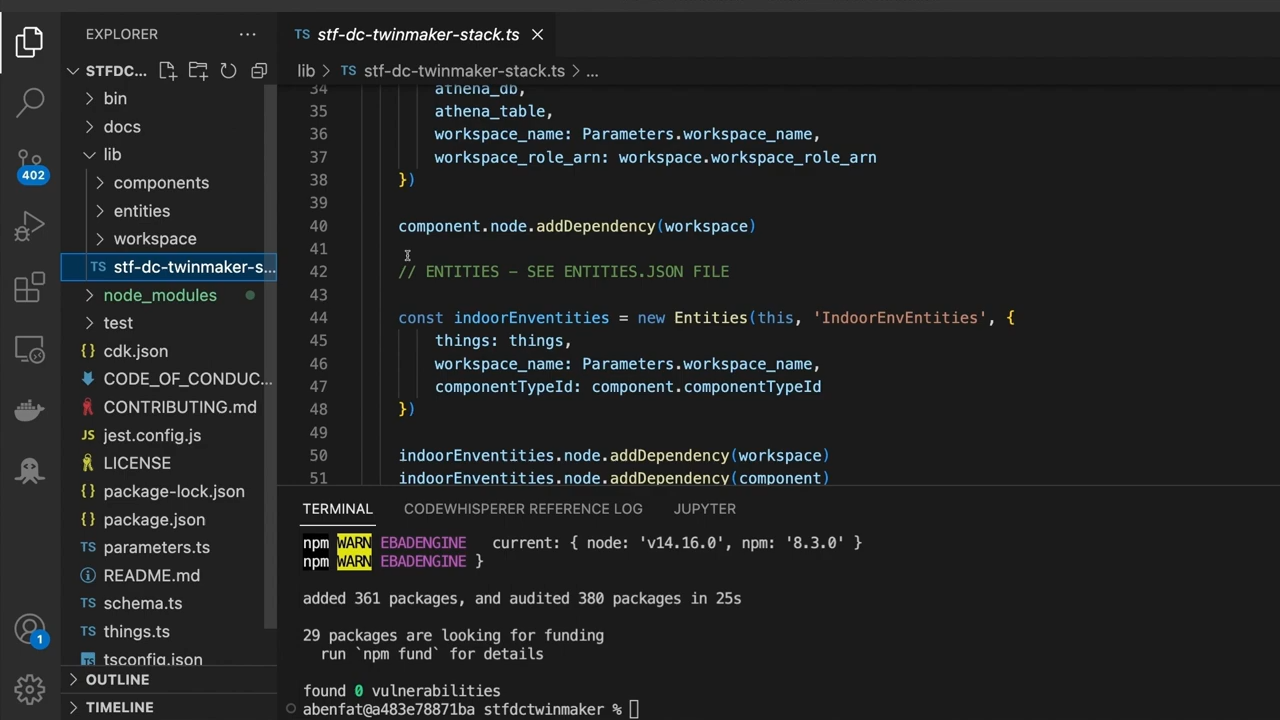 EXPLORER
STFDC...
bin
docs
lib
components
entities
workspace
TS stf-dc-twinmaker-s...
node_modules
test
{} cdk.json
CODE_OF_CONDUC...
CONTRIBUTING.md
JS jest.config.js
LICENSE
{} package-lock.json
{} package.json
TS parameters.ts
README.md
TS schema.ts
TS things.ts
TS tsconfig.json
OUTLINE
TIMELINE
402
1
TS stf-dc-twinmaker-stack.ts
lib > TS stf-dc-twinmaker-stack.ts > ...
34 athena_db,
35 athena_table,
36 workspace_name: Parameters.workspace_name,
37 workspace_role_arn: workspace.workspace_role_arn
38 })
39
40 component.node.addDependency(workspace)
41
42 // ENTITIES – SEE ENTITIES.JSON FILE
43
44 const indoorEnventities = new Entities(this, 'IndoorEnvEntities', {
45 things: things,
46 workspace_name: Parameters.workspace_name,
47 componentTypeId: component.componentTypeId
48 })
49
50 indoorEnventities.node.addDependency(workspace)
51 indoorEnventities.node.addDependency(component)
TERMINAL CODEWHISPERER REFERENCE LOG JUPYTER
npm WARN EBADENGINE current: { node: 'v14.16.0', npm: '8.3.0' }
npm WARN EBADENGINE }
added 361 packages, and audited 380 packages in 25s
29 packages are looking for funding
run `npm fund` for details
found 0 vulnerabilities
abenfat@a483e78871ba stfdctwinmaker %